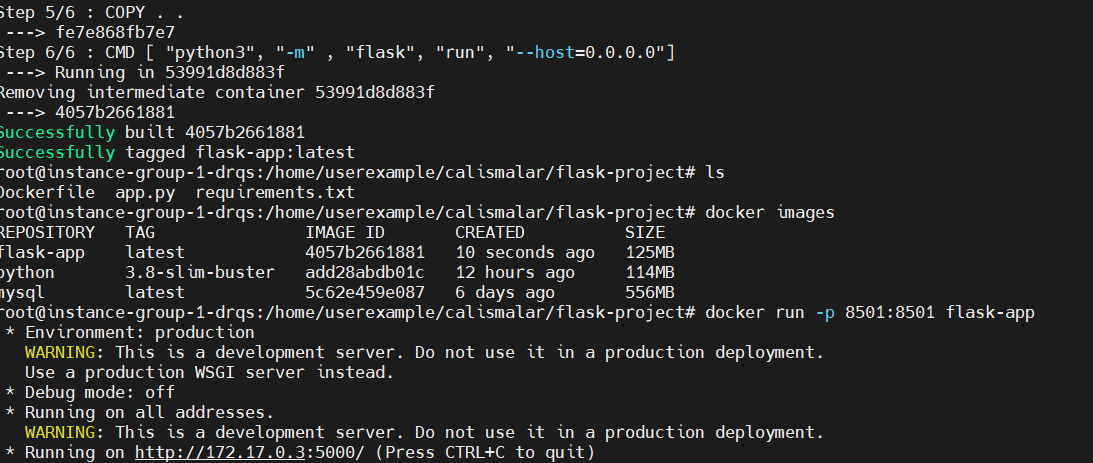 Step 5/6 : COPY . .
---> fe7e868fb7e7
Step 6/6 : CMD [ "python3", "-m" , "flask", "run", "--host=0.0.0.0"]
---> Running in 53991d8d883f
Removing intermediate container 53991d8d883f
---> 4057b2661881
Successfully built 4057b2661881
Successfully tagged flask-app:latest
root@instance-group-1-drqs:/home/userexample/calismalar/flask-project# ls
Dockerfile  app.py  requirements.txt
root@instance-group-1-drqs:/home/userexample/calismalar/flask-project# docker images
REPOSITORY   TAG               IMAGE ID       CREATED          SIZE
flask-app    latest            4057b2661881   10 seconds ago   125MB
python       3.8-slim-buster   add28abdb01c   12 hours ago     114MB
mysql        latest            5c62e459e087   6 days ago       556MB
root@instance-group-1-drqs:/home/userexample/calismalar/flask-project# docker run -p 8501:8501 flask-app
* Environment: production
WARNING: This is a development server. Do not use it in a production deployment.
Use a production WSGI server instead.
* Debug mode: off
* Running on all addresses.
WARNING: This is a development server. Do not use it in a production deployment.
* Running on http://172.17.0.3:5000/ (Press CTRL+C to quit)